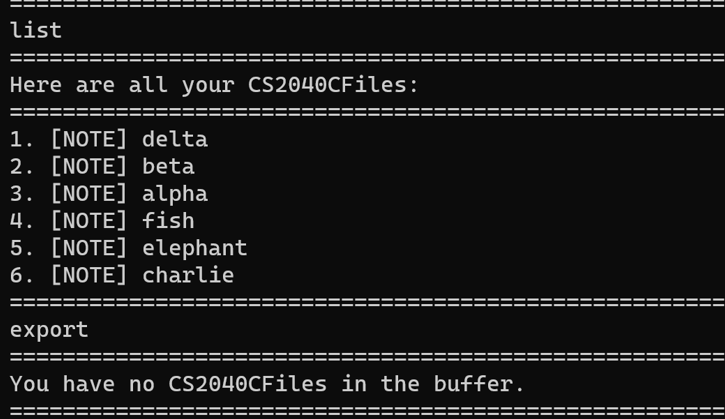 =======================================================
list
=======================================================
Here are all your CS2040CFiles:
=======================================================
1. [NOTE] delta
2. [NOTE] beta
3. [NOTE] alpha
4. [NOTE] fish
5. [NOTE] elephant
6. [NOTE] charlie
=======================================================
export
=======================================================
You have no CS2040CFiles in the buffer.
=======================================================